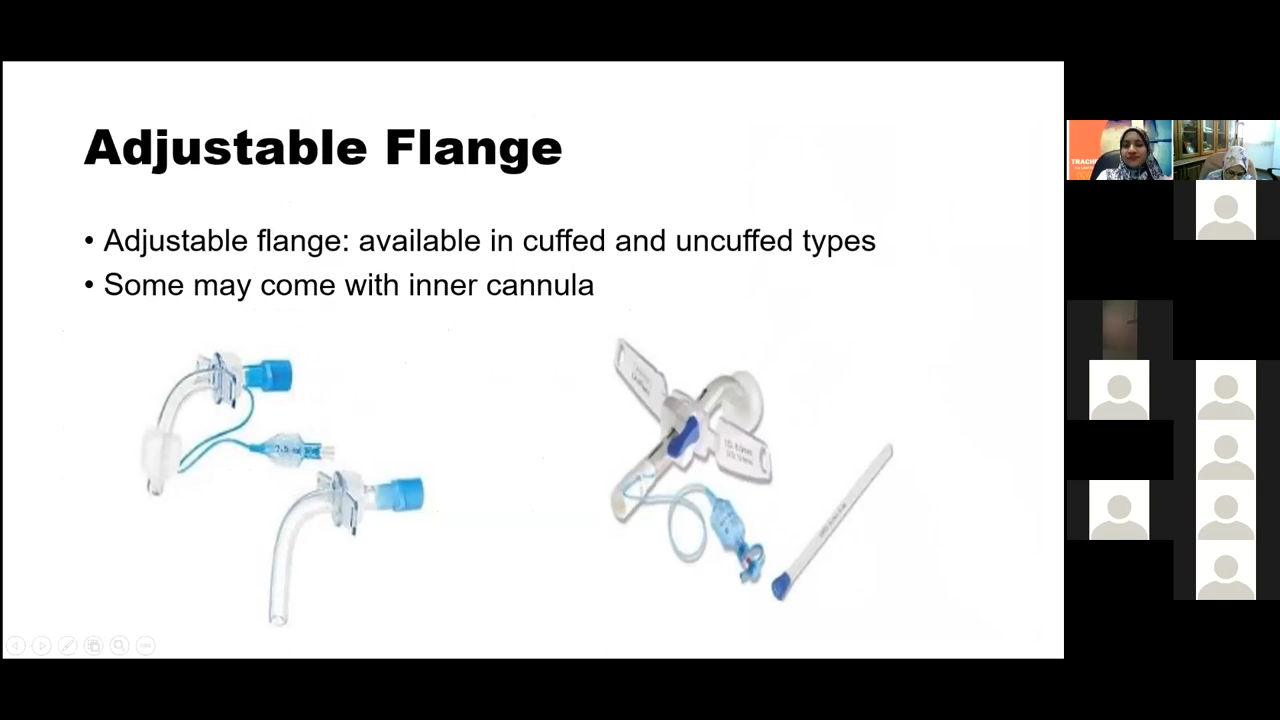 Adjustable Flange
• Adjustable flange: available in cuffed and uncuffed types
• Some may come with inner cannula